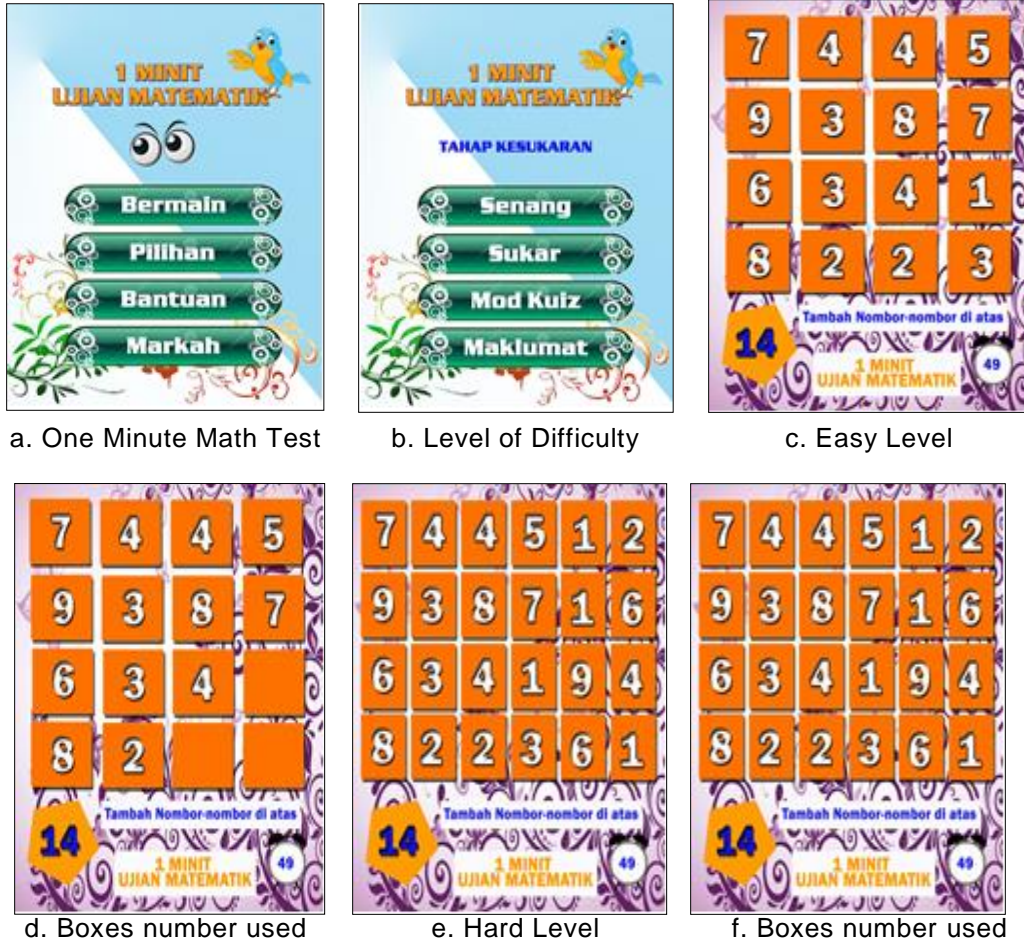 1 MINIT
UJIAN MATEMATIK
Bermain
Pilihan
Bantuan
Markah
a. One Minute Math Test
1 MINIT
UJIAN MATEMATIK
TAHAP KESUKARAN
Senang
Sukar
Mod Kuiz
Maklumat
b. Level of Difficulty
7 4 4 5
9 3 8 7
6 3 4 1
8 2 2 3
Tambah Nombor-nombor di atas
14
1 MINIT
UJIAN MATEMATIK
49
c. Easy Level
7 4 4 5
9 3 8 7
6 3 4
8 2
Tambah Nombor-nombor di atas
14
1 MINIT
UJIAN MATEMATIK
49
d. Boxes number used
7 4 4 5 1 2
9 3 8 7 1 6
6 3 4 1 9 4
8 2 2 3 6 1
Tambah Nombor-nombor di atas
14
1 MINIT
UJIAN MATEMATIK
49
e. Hard Level
7 4 4 5 1 2
9 3 8 7 1 6
6 3 4 1 9 4
8 2 2 3 6 1
Tambah Nombor-nombor di atas
14
1 MINIT
UJIAN MATEMATIK
49
f. Boxes number used